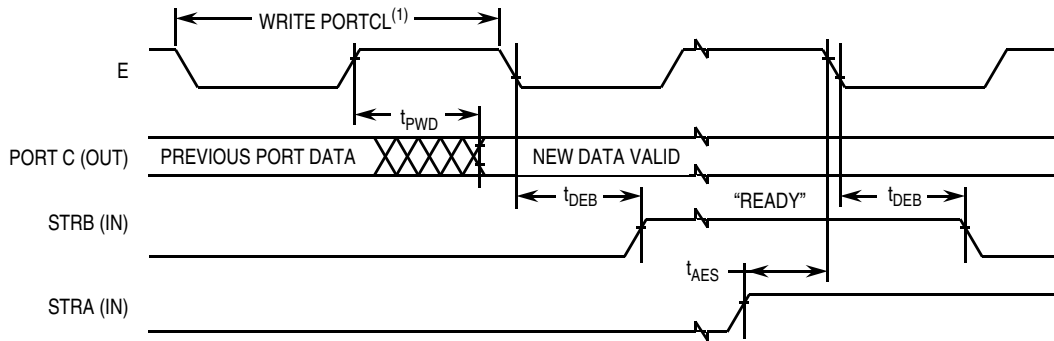 WRITE PORTCL(1)
E
tPWD
PORT C (OUT) PREVIOUS PORT DATA NEW DATA VALID
tDEB "READY" tDEB
STRB (IN)
tAES
STRA (IN)